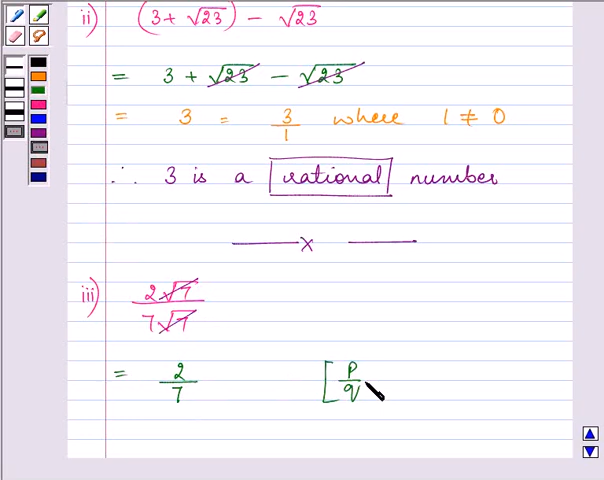 ii) (3 + √23) − √23
= 3 + √23 − √23
= 3 = 3/1 where 1 ≠ 0
∴ 3 is a rational number
x
iii) 2√7/7√7
= 2/7 [p/q